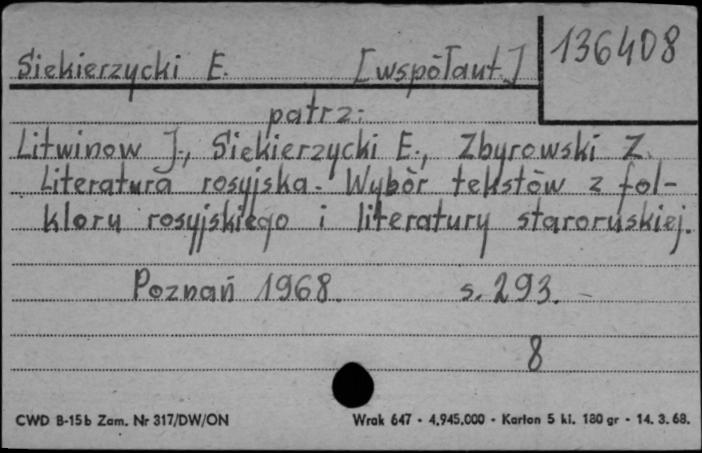 136408
Siekierzycki E. [współaut.]
patrz:
Litwinow J., Siekierzycki E., Zbyrowski Z.
Literatura rosyjska. Wybór tekstów z fol-
kloru rosyjskiego i literatury staroruskiej.
Poznań 1968. s. 293. -
8
CWD B-15b Zam. Nr 317/DW/ON Wrak 647 - 4.945.000 - Karton 5 kl. 180 gr - 14. 3. 68.